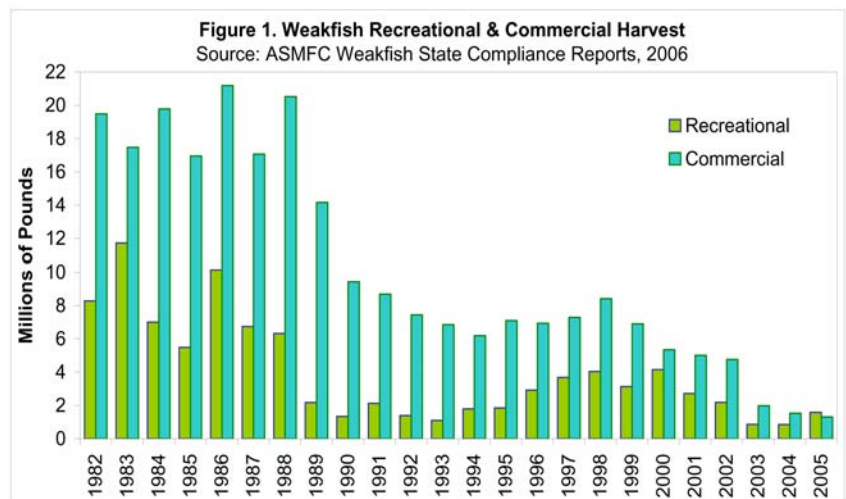 Figure 1. Weakfish Recreational & Commercial Harvest
Source: ASMFC Weakfish State Compliance Reports, 2006
Millions of Pounds
22
20
18
16
14
12
10
8
6
4
2
0
Recreational
Commercial
1982 1983 1984 1985 1986 1987 1988 1989 1990 1991 1992 1993 1994 1995 1996 1997 1998 1999 2000 2001 2002 2003 2004 2005